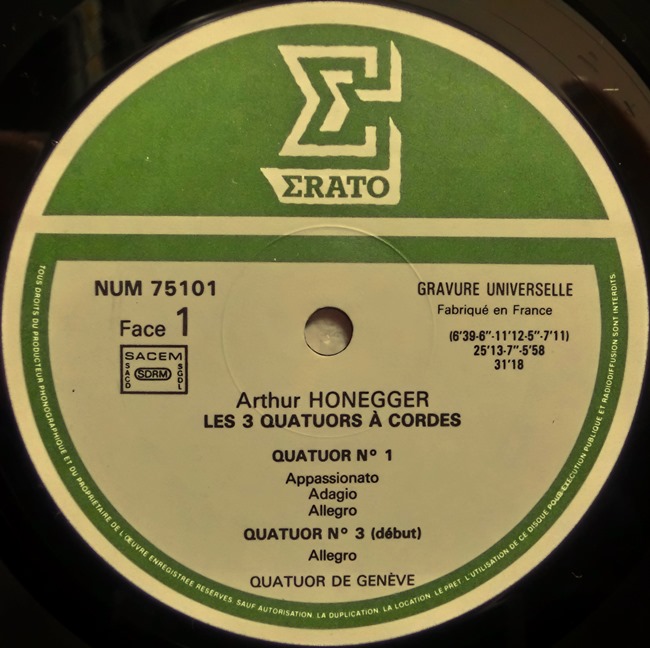 ΣRATO
NUM 75101
GRAVURE UNIVERSELLE
Face 1
Fabriqué en France
SACEM
SACD
SDRM
SGDL
(6'39-6"-11'12-5"-7'11)
25'13-7"-5'58
31'18
Arthur HONEGGER
LES 3 QUATUORS À CORDES
QUATUOR Nº 1
Appassionato
Adagio
Allegro
QUATUOR Nº 3 (début)
Allegro
QUATUOR DE GENÈVE
TOUS DROITS DU PRODUCTEUR PHONOGRAPHIQUE ET DU PROPRIÉTAIRE DE L'ŒUVRE ENREGISTRÉE RÉSERVÉS. SAUF AUTORISATION LA DUPLICATION, LA LOCATION, LE PRÊT, L'UTILISATION DE CE DISQUE POUR EXÉCUTION PUBLIQUE ET RADIODIFFUSION SONT INTERDITS.